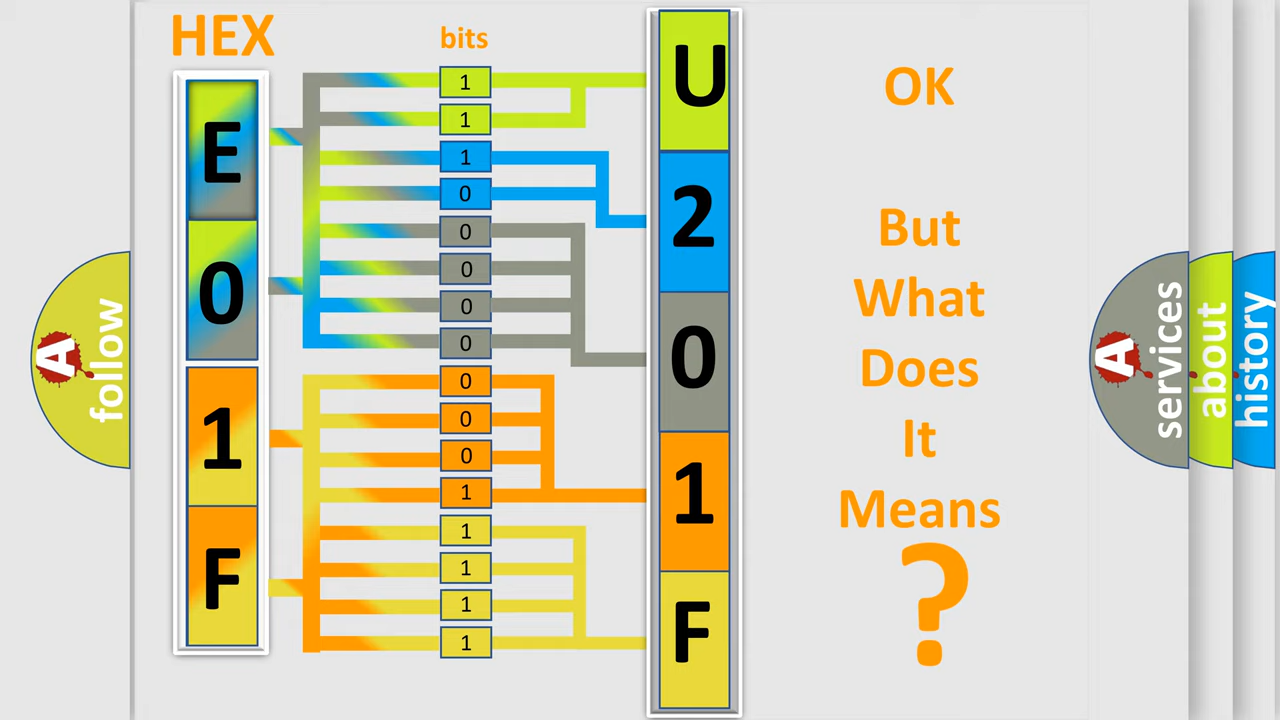 HEX
bits
E
0
1
F
1
1
1
0
0
0
0
0
0
0
0
1
1
1
1
1
U
2
0
1
F
OK
But
What
Does
It
Means
?
A
follow
A
services
about
history